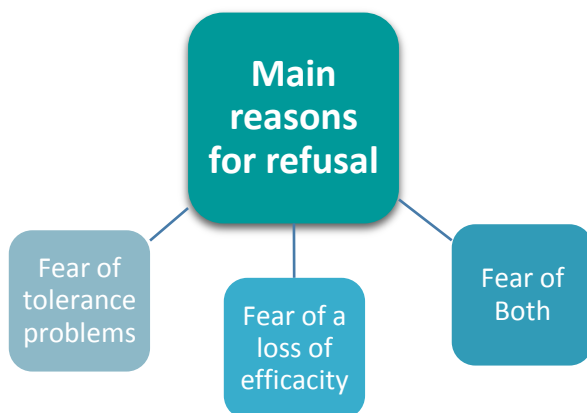 Main
reasons
for refusal
Fear of
tolerance
problems
Fear of a
loss of
efficacity
Fear of
Both